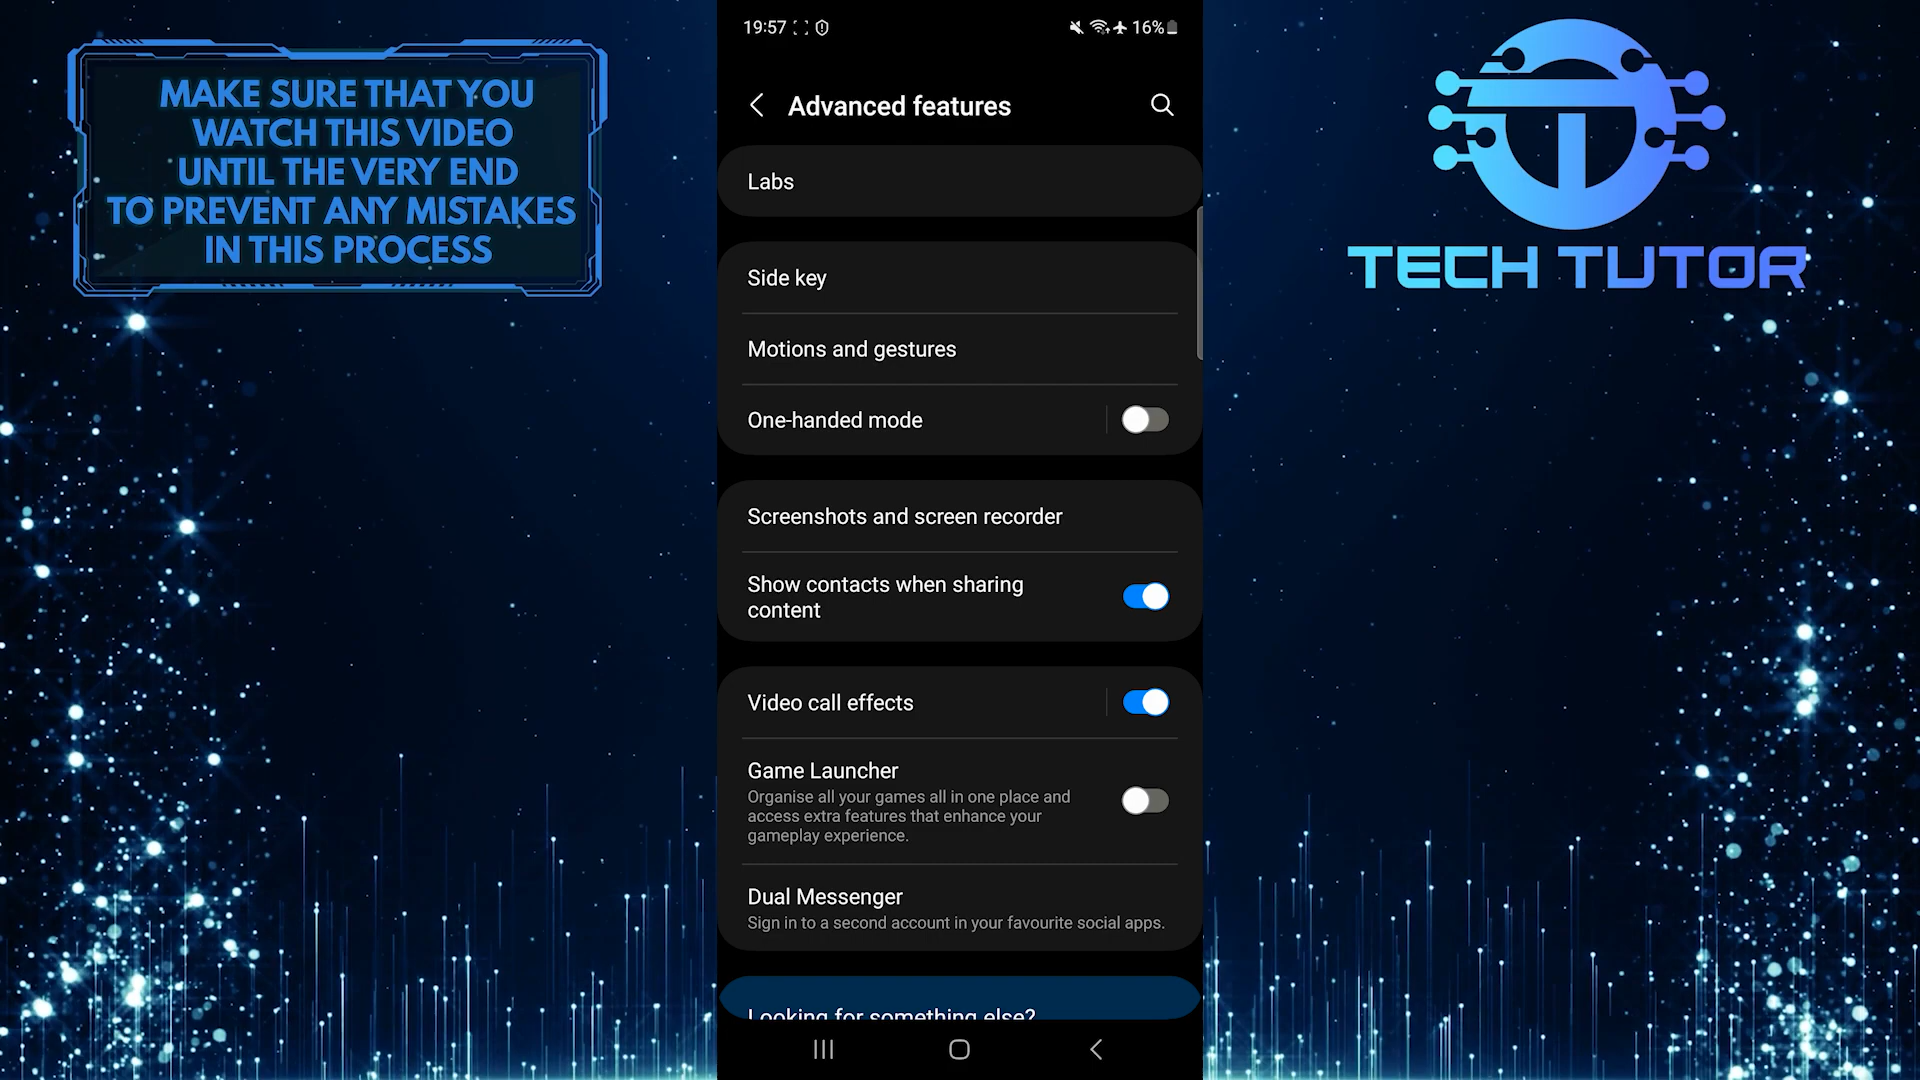 MAKE SURE THAT YOU
WATCH THIS VIDEO
UNTIL THE VERY END
TO PREVENT ANY MISTAKES
IN THIS PROCESS
19:57
16%
Advanced features
Labs
Side key
Motions and gestures
One-handed mode
Screenshots and screen recorder
Show contacts when sharing
content
Video call effects
Game Launcher
Organise all your games all in one place and
access extra features that enhance your
gameplay experience.
Dual Messenger
Sign in to a second account in your favourite social apps.
Looking for something else?
TECH TUTOR